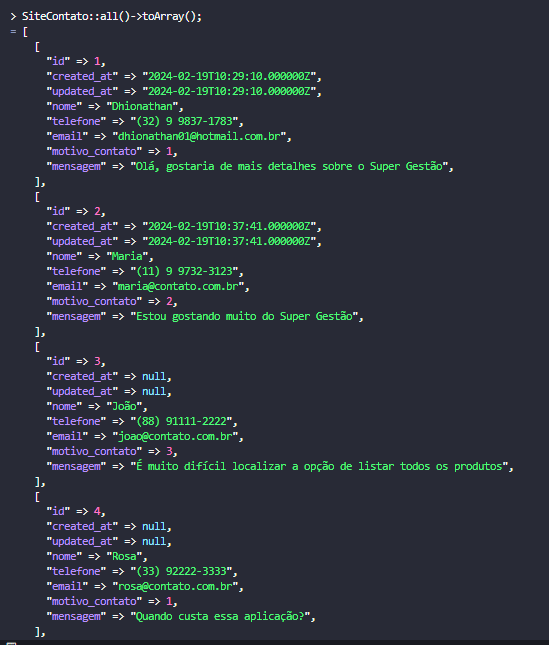 > SiteContato::all()->toArray();
= [
    [
      "id" => 1,
      "created_at" => "2024-02-19T10:29:10.000000Z",
      "updated_at" => "2024-02-19T10:29:10.000000Z",
      "nome" => "Dhionathan",
      "telefone" => "(32) 9 9837-1783",
      "email" => "dhionathan01@hotmail.com.br",
      "motivo_contato" => 1,
      "mensagem" => "Olá, gostaria de mais detalhes sobre o Super Gestão",
    ],
    [
      "id" => 2,
      "created_at" => "2024-02-19T10:37:41.000000Z",
      "updated_at" => "2024-02-19T10:37:41.000000Z",
      "nome" => "Maria",
      "telefone" => "(11) 9 9732-3123",
      "email" => "maria@contato.com.br",
      "motivo_contato" => 2,
      "mensagem" => "Estou gostando muito do Super Gestão",
    ],
    [
      "id" => 3,
      "created_at" => null,
      "updated_at" => null,
      "nome" => "João",
      "telefone" => "(88) 91111-2222",
      "email" => "joao@contato.com.br",
      "motivo_contato" => 3,
      "mensagem" => "É muito difícil localizar a opção de listar todos os produtos",
    ],
    [
      "id" => 4,
      "created_at" => null,
      "updated_at" => null,
      "nome" => "Rosa",
      "telefone" => "(33) 92222-3333",
      "email" => "rosa@contato.com.br",
      "motivo_contato" => 1,
      "mensagem" => "Quando custa essa aplicação?",
    ],